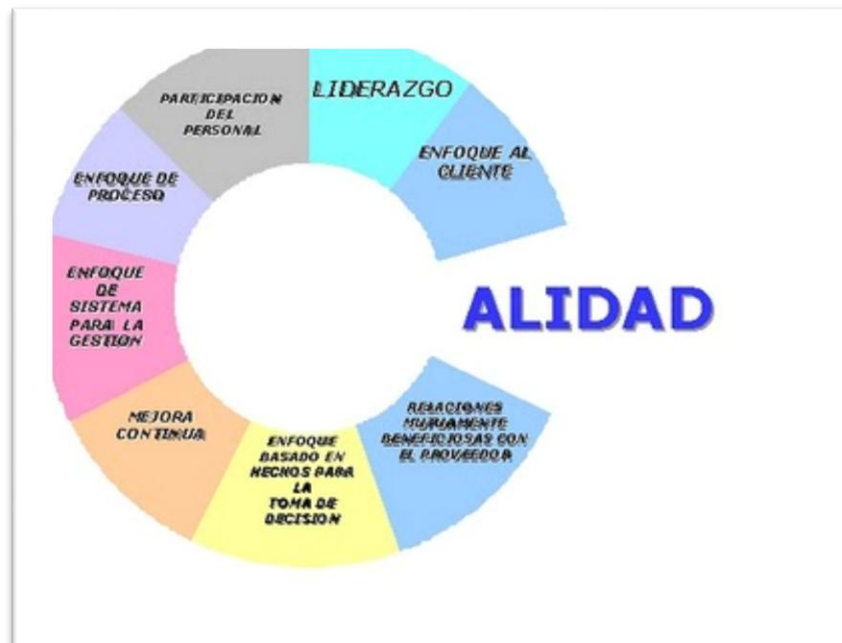 LIDERAZGO
ENFOQUE AL
CLIENTE
PARTICIPACION
DEL
PERSONAL
ENFOQUE DE
PROCESO
ENFOQUE
DE
SISTEMA
PARA LA
GESTION
MEJORA
CONTINUA
ENFOQUE
BASADO EN
HECHOS PARA
LA
TOMA DE
DECISION
RELACIONES
MUTUAMENTE
BENEFICIOSAS CON
EL PROVEEDOR
ALIDAD